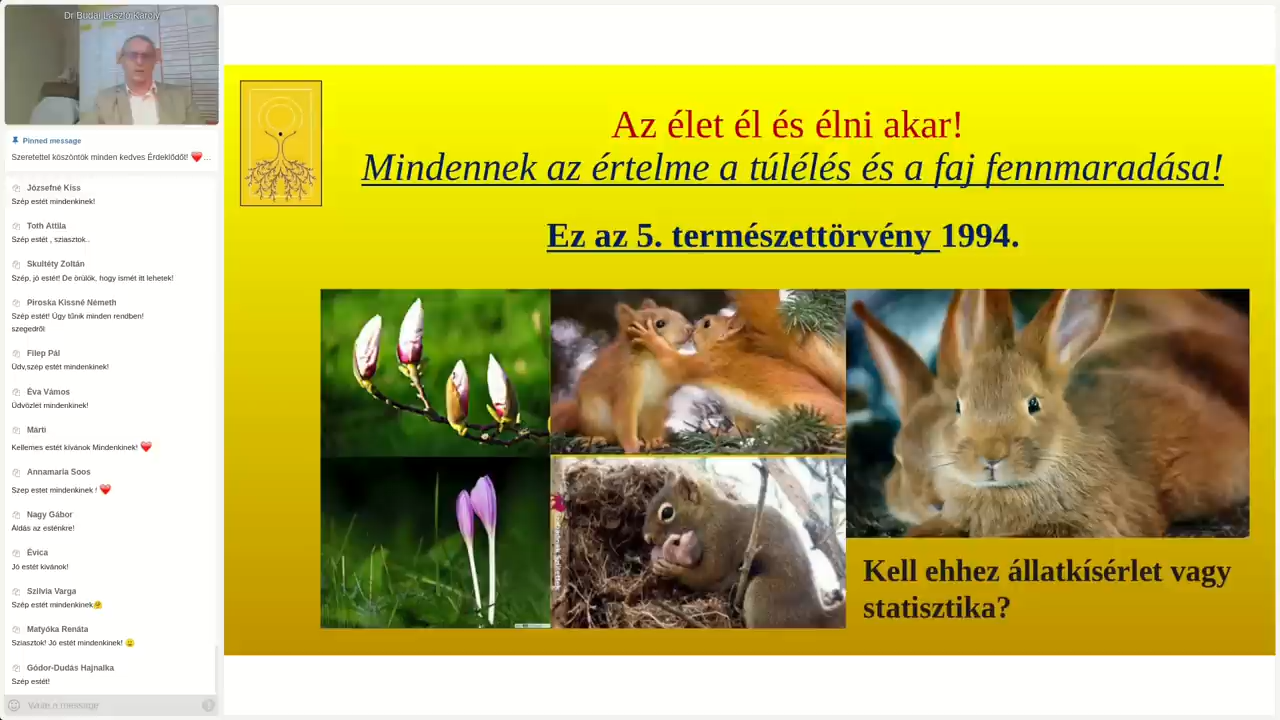 Dr Budai László Károly
Pinned message
Szeretettel köszöntök minden kedves Érdeklődőt! ❤️...
Józsefné Kiss
Szép estét mindenkinek!
Toth Attila
Szép estét , sziasztok..
Skultéty Zoltán
Szép, jó estét! De örülök, hogy ismét itt lehetek!
Piroska Kissné Németh
Szép estét! Úgy tűnik minden rendben!
szegedről
Filep Pál
Üdv,szép estét mindenkinek!
Éva Vámos
Üdvözlet mindenkinek!
Márti
Kellemes estét kívánok Mindenkinek! ❤️
Annamaria Soos
Szep estet mindenkinek ! ❤️
Nagy Gábor
Áldás az esténkre!
Évica
Jó estét kívánok!
Szilvia Varga
Szép estét mindenkinek🤗
Matyóka Renáta
Sziasztok! Jó estét mindenkinek! 🙂
Gódor-Dudás Hajnalka
Szép estét!
Write a message
Az élet él és élni akar!
Mindennek az értelme a túlélés és a faj fennmaradása!
Ez az 5. természettörvény 1994.
Kell ehhez állatkísérlet vagy
statisztika?